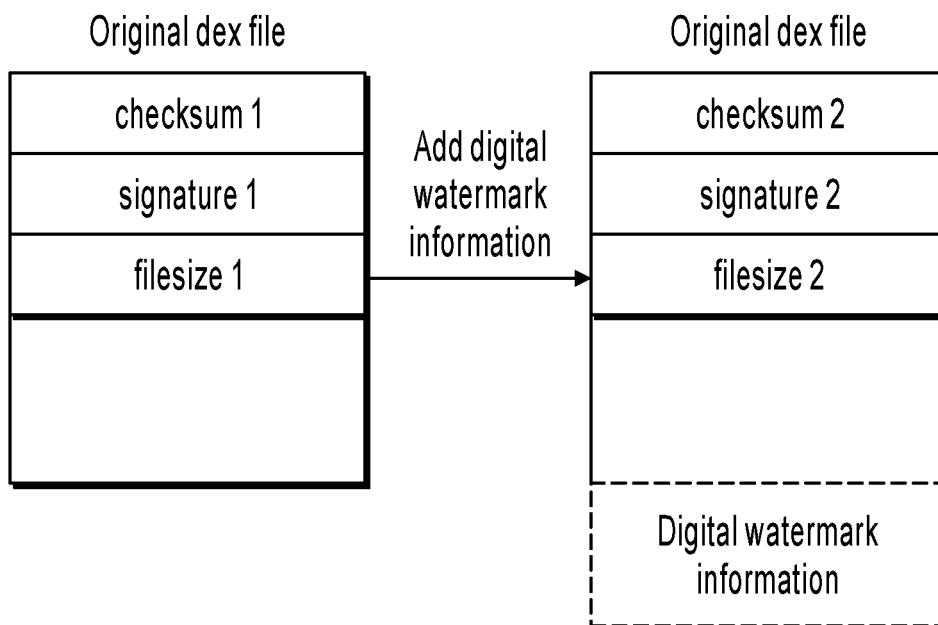 Original dex file
checksum 1
signature 1
filesize 1
Add digital
watermark
information
Original dex file
checksum 2
signature 2
filesize 2
Digital watermark
information